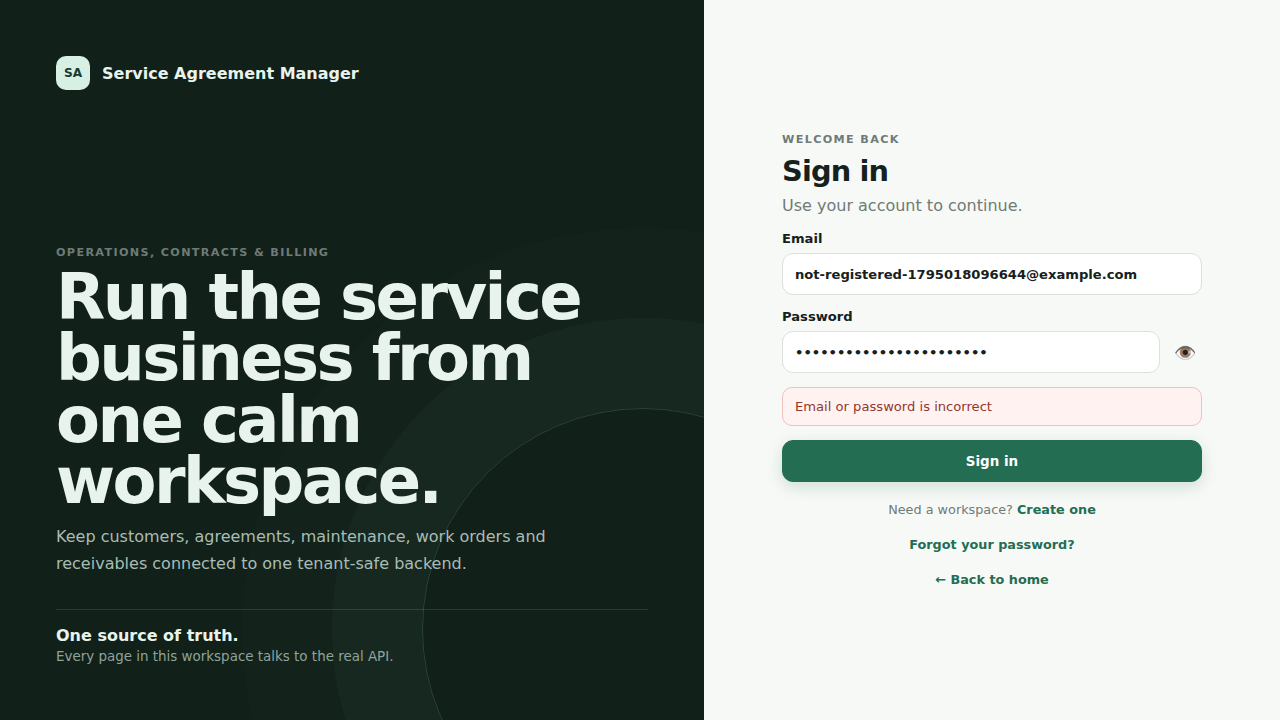 SA
Service Agreement Manager
OPERATIONS, CONTRACTS & BILLING
Run the service
business from
one calm
workspace.
Keep customers, agreements, maintenance, work orders and
receivables connected to one tenant-safe backend.
One source of truth.
Every page in this workspace talks to the real API.
WELCOME BACK
Sign in
Use your account to continue.
Email
not-registered-1795018096644@example.com
Password
•••••••••••••••••••••••
Email or password is incorrect
Sign in
Need a workspace? Create one
Forgot your password?
← Back to home